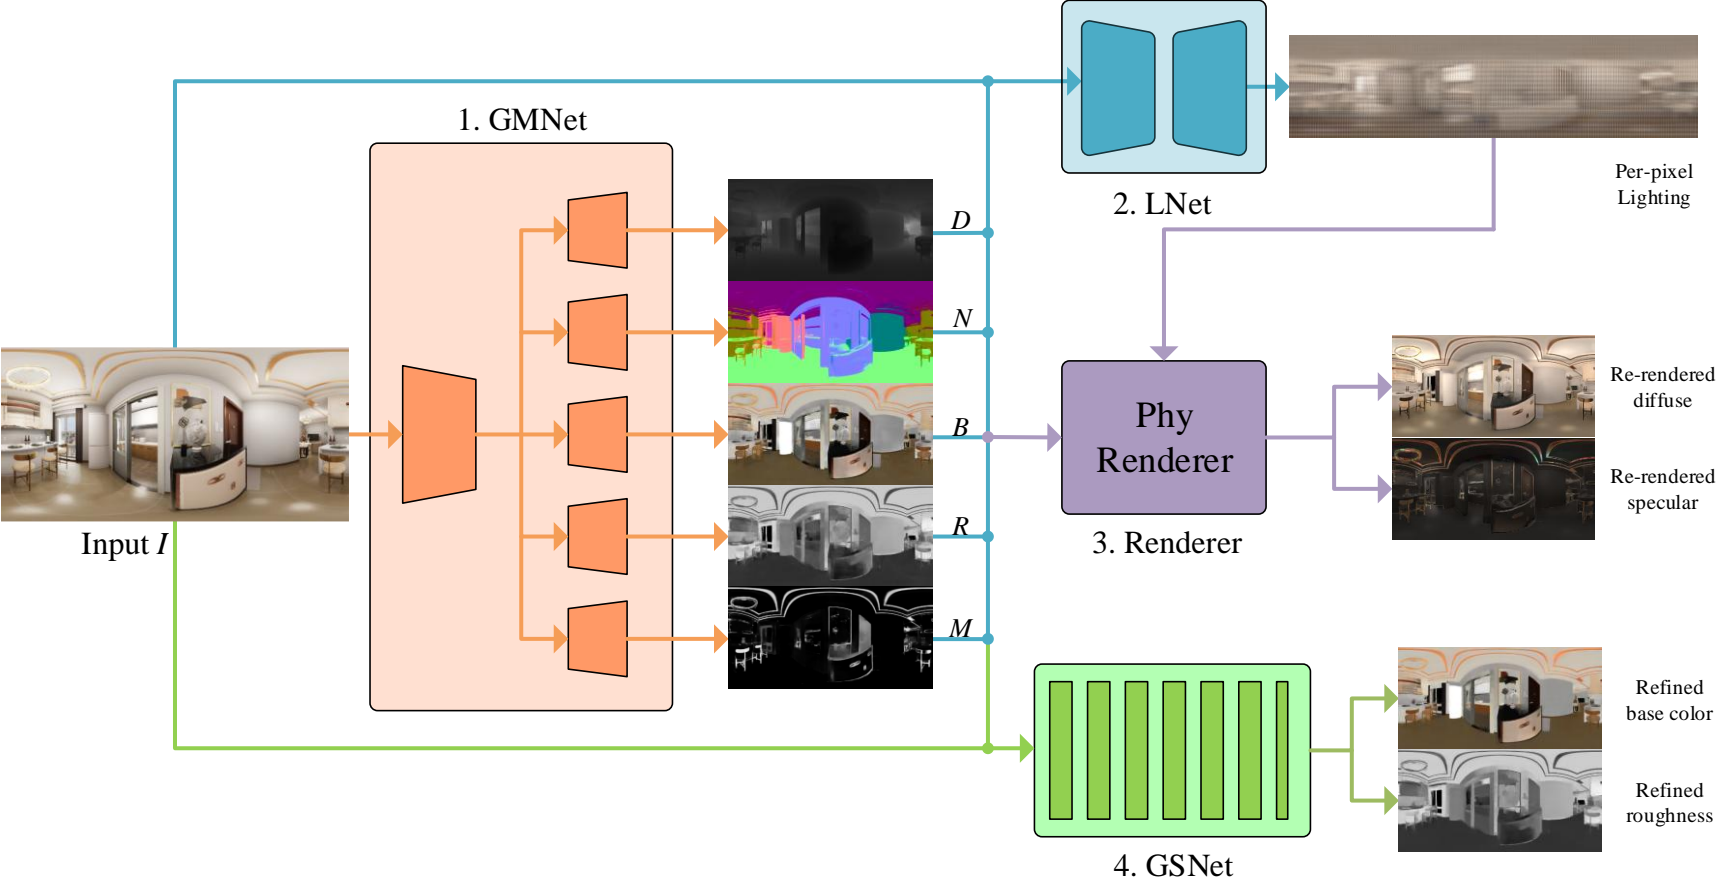 1. GMNet
2. LNet
Per-pixel
Lighting
D
N
B
R
M
Input I
Phy
Renderer
3. Renderer
Re-rendered
diffuse
Re-rendered
specular
Refined
base color
Refined
roughness
4. GSNet